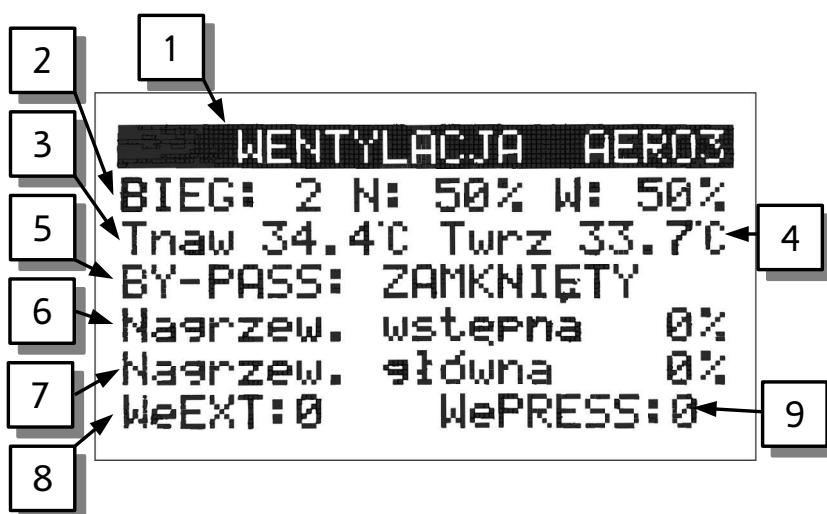 1
2
3
4
5
6
7
8
9
WENTYLACJA AERO3
BIEG: 2 N: 50% W: 50%
Tnaw 34.4°C Twrz 33.7°C
BY-PASS: ZAMKNIĘTY
Nagrzew. wstępna 0%
Nagrzew. główna 0%
WeEXT:0 WePRESS:0